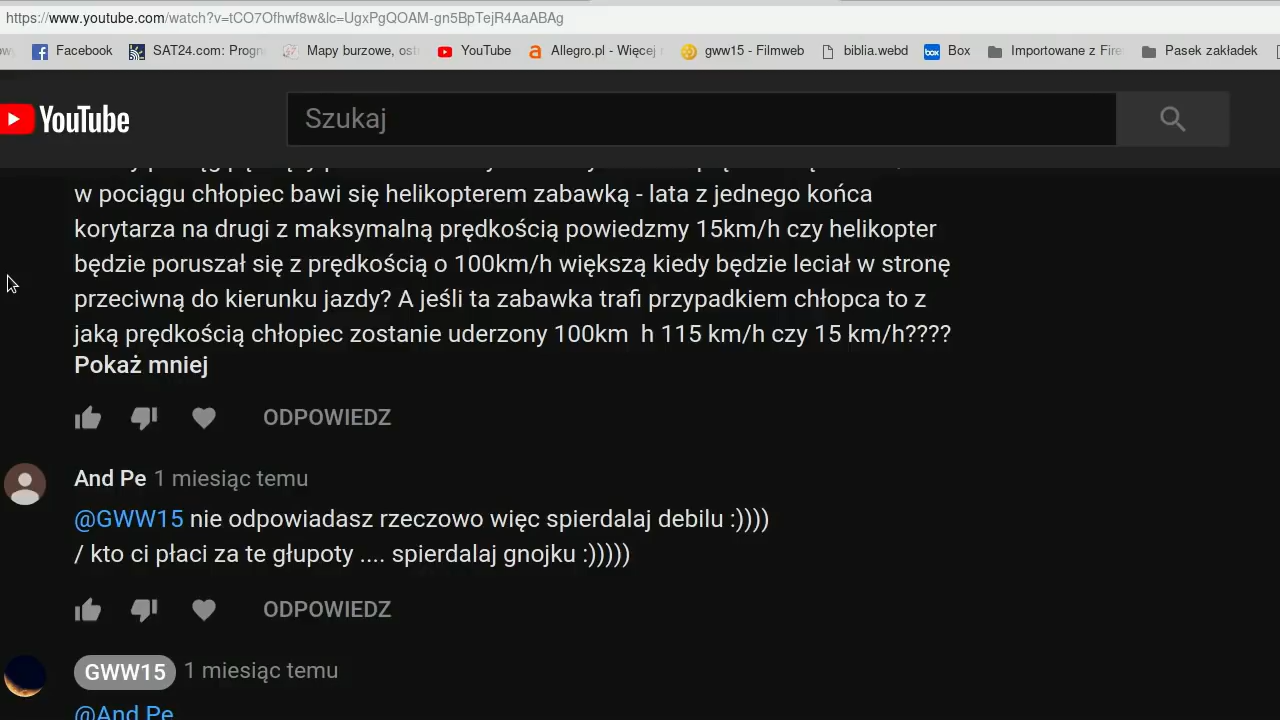 https://www.youtube.com/watch?v=tCO7Ofhwf8w&lc=UgxPgQOAM-gn5BpTejR4AaABAg
Facebook SAT24.com: Progn Mapy burzowe, ost YouTube Allegro.pl - Więcej gww15 - Filmweb biblia.webd box Box Importowane z Fire Pasek zakładek
YouTube
Szukaj
w pociągu chłopiec bawi się helikopterem zabawką - lata z jednego końca
korytarza na drugi z maksymalną prędkością powiedzmy 15km/h czy helikopter
będzie poruszał się z prędkością o 100km/h większą kiedy będzie leciał w stronę
przeciwną do kierunku jazdy? A jeśli ta zabawka trafi przypadkiem chłopca to z
jaką prędkością chłopiec zostanie uderzony 100km h 115 km/h czy 15 km/h????
Pokaż mniej
ODPOWIEDZ
And Pe 1 miesiąc temu
@GWW15 nie odpowiadasz rzeczowo więc spierdalaj debilu :))))
/ kto ci płaci za te głupoty .... spierdalaj gnojku :)))))
ODPOWIEDZ
GWW15 1 miesiąc temu
@And Pe